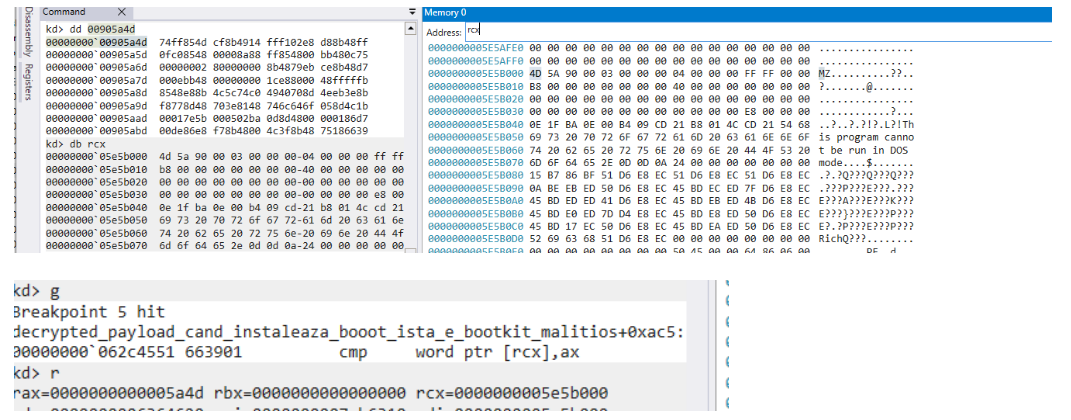 Disassembly
Registers
Command X
kd> dd 00905a4d
00000000`00905a4d 74ff854d cf8b4914 fff102e8 d88b48ff
00000000`00905a5d 0fc08548 00008a88 ff854800 bb480c75
00000000`00905a6d 00000002 80000000 8b4879eb ce8b48d7
00000000`00905a7d 000ebb48 00000000 1ce88000 48fffffb
00000000`00905a8d 8548e88b 4c5c74c0 4940708d 4eeb3e8b
00000000`00905a9d f8778d48 703e8148 746c646f 058d4c1b
00000000`00905aad 00017e5b 000502ba 0d8d4800 000186d7
00000000`00905abd 00de86e8 f78b4800 4c3f8b48 75186639
kd> db rcx
00000000`05e5b000 4d 5a 90 00 03 00 00 00-04 00 00 00 ff ff
00000000`05e5b010 b8 00 00 00 00 00 00 00-40 00 00 00 00 00
00000000`05e5b020 00 00 00 00 00 00 00 00-00 00 00 00 00 00
00000000`05e5b030 00 00 00 00 00 00 00 00-00 00 00 00 e8 00
00000000`05e5b040 0e 1f ba 0e 00 b4 09 cd-21 b8 01 4c cd 21
00000000`05e5b050 69 73 20 70 72 6f 67 72-61 6d 20 63 61 6e
00000000`05e5b060 74 20 62 65 20 72 75 6e-20 69 6e 20 44 4f
00000000`05e5b070 6d 6f 64 65 2e 0d 0d 0a-24 00 00 00 00 00
Memory 0
Address: rcx
0000000005E5AFE0 00 00 00 00 00 00 00 00 00 00 00 00 00 00 00 00 ................
0000000005E5AFF0 00 00 00 00 00 00 00 00 00 00 00 00 00 00 00 00 ................
0000000005E5B000 4D 5A 90 00 03 00 00 00 04 00 00 00 FF FF 00 00 MZ..........??..
0000000005E5B010 B8 00 00 00 00 00 00 00 40 00 00 00 00 00 00 00 ?.......@.......
0000000005E5B020 00 00 00 00 00 00 00 00 00 00 00 00 00 00 00 00 ................
0000000005E5B030 00 00 00 00 00 00 00 00 00 00 00 00 E8 00 00 00 ............?...
0000000005E5B040 0E 1F BA 0E 00 B4 09 CD 21 B8 01 4C CD 21 54 68 ..?..?.?!?.L?!Th
0000000005E5B050 69 73 20 70 72 6F 67 72 61 6D 20 63 61 6E 6E 6F is program canno
0000000005E5B060 74 20 62 65 20 72 75 6E 20 69 6E 20 44 4F 53 20 t be run in DOS
0000000005E5B070 6D 6F 64 65 2E 0D 0D 0A 24 00 00 00 00 00 00 00 mode....$.......
0000000005E5B080 15 B7 86 BF 51 D6 E8 EC 51 D6 E8 EC 51 D6 E8 EC .???Q???Q???Q???
0000000005E5B090 0A BE EB ED 50 D6 E8 EC 45 BD EC ED 7F D6 E8 EC .???P???E???.???
0000000005E5B0A0 45 BD ED ED 41 D6 E8 EC 45 BD EB ED 4B D6 E8 EC E???A???E???K???
0000000005E5B0B0 45 BD E0 ED 7D D4 E8 EC 45 BD E8 ED 50 D6 E8 EC E???}???E???P???
0000000005E5B0C0 45 BD 17 EC 50 D6 E8 EC 45 BD EA ED 50 D6 E8 EC E?.?P???E???P???
0000000005E5B0D0 52 69 63 68 51 D6 E8 EC 00 00 00 00 00 00 00 00 RichQ???........
kd> g
Breakpoint 5 hit
decrypted_payload_cand_instaleaza_booot_ista_e_bootkit_malitios+0xac5:
00000000`062c4551 663901 cmp word ptr [rcx],ax
kd> r
rax=0000000000005a4d rbx=0000000000000000 rcx=0000000005e5b000